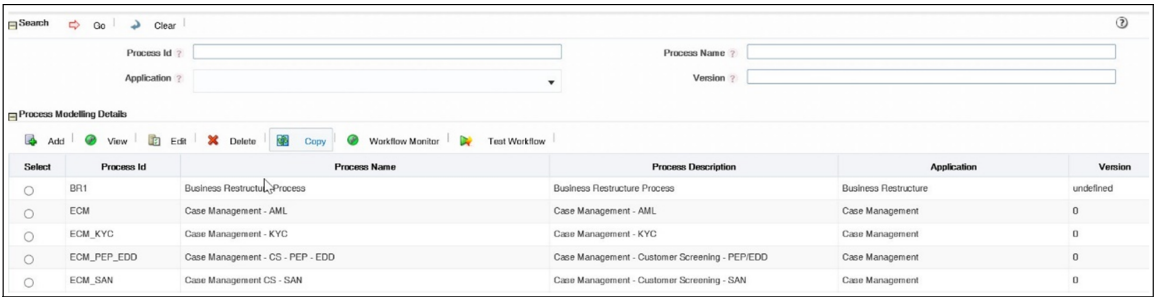 Search Go Clear
Process Id ? Process Name ?
Application ? Version ?
Process Modelling Details
Add View Edit Delete Copy Workflow Monitor Test Workflow
Select Process Id Process Name Process Description Application Version
BR1 Business Restructure Process Business Restructure Process Business Restructure undefined
ECM Case Management - AML Case Management - AML Case Management 0
ECM_KYC Case Management - KYC Case Management - KYC Case Management 0
ECM_PEP_EDD Case Management - CS - PEP - EDD Case Management - Customer Screening - PEP/EDD Case Management 0
ECM_SAN Case Management CS - SAN Case Management - Customer Screening - SAN Case Management 0